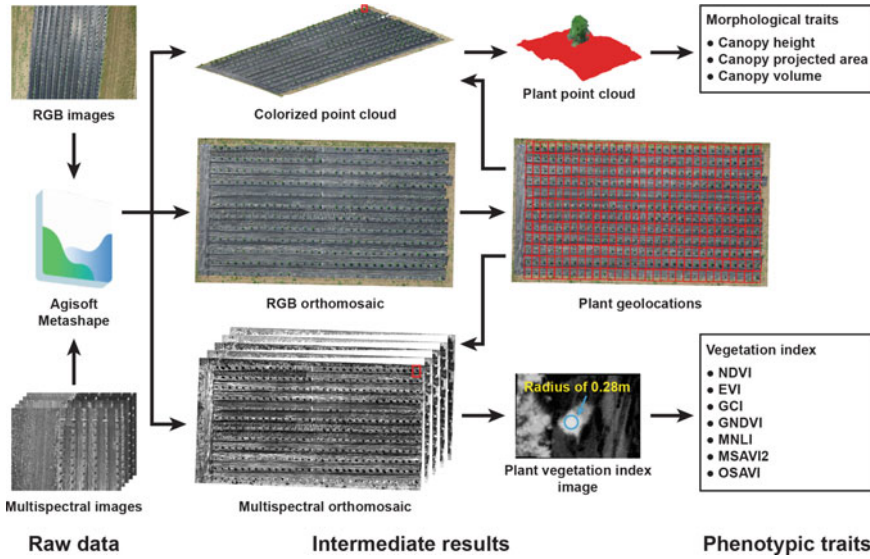 RGB images
Colorized point cloud
Plant point cloud
Morphological traits
● Canopy height
● Canopy projected area
● Canopy volume
Agisoft
Metashape
RGB orthomosaic
Plant geolocations
Multispectral images
Multispectral orthomosaic
Radius of 0.28m
Plant vegetation index
image
Vegetation index
● NDVI
● EVI
● GCI
● GNDVI
● MNLI
● MSAVI2
● OSAVI
Raw data
Intermediate results
Phenotypic traits